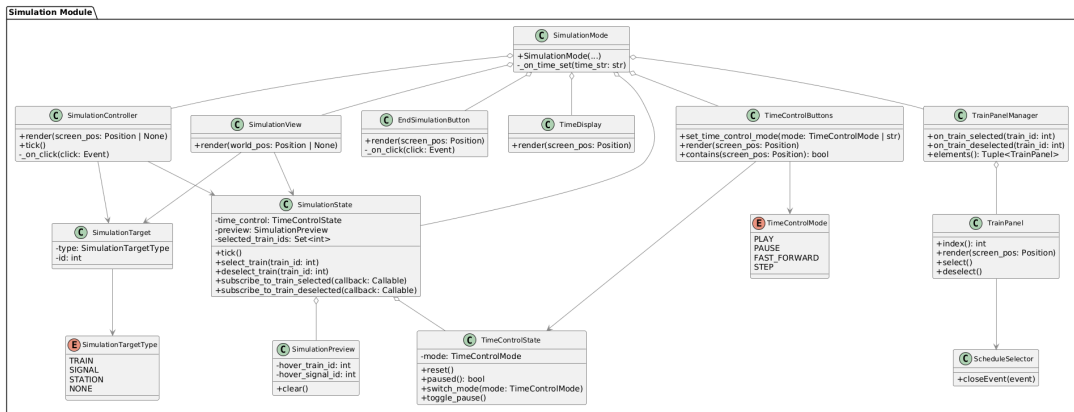 Simulation Module
C SimulationMode
+SimulationMode(...)
-_on_time_set(time_str: str)
C SimulationController
+render(screen_pos: Position | None)
+tick()
-_on_click(click: Event)
C SimulationView
+render(world_pos: Position | None)
C EndSimulationButton
+render(screen_pos: Position)
-_on_click(click: Event)
C TimeDisplay
+render(screen_pos: Position)
C TimeControlButtons
+set_time_control_mode(mode: TimeControlMode | str)
+render(screen_pos: Position)
+contains(screen_pos: Position): bool
C TrainPanelManager
+on_train_selected(train_id: int)
+on_train_deselected(train_id: int)
+elements(): Tuple<TrainPanel>
C SimulationTarget
-type: SimulationTargetType
-id: int
C SimulationState
-time_control: TimeControlState
-preview: SimulationPreview
-selected_train_ids: Set<int>
+tick()
+select_train(train_id: int)
+deselect_train(train_id: int)
+subscribe_to_train_selected(callback: Callable)
+subscribe_to_train_deselected(callback: Callable)
E TimeControlMode
PLAY
PAUSE
FAST_FORWARD
STEP
C TrainPanel
+index(): int
+render(screen_pos: Position)
+select()
+deselect()
E SimulationTargetType
TRAIN
SIGNAL
STATION
NONE
C SimulationPreview
-hover_train_id: int
-hover_signal_id: int
+clear()
C TimeControlState
-mode: TimeControlMode
+reset()
+paused(): bool
+switch_mode(mode: TimeControlMode)
+toggle_pause()
C ScheduleSelector
+closeEvent(event)